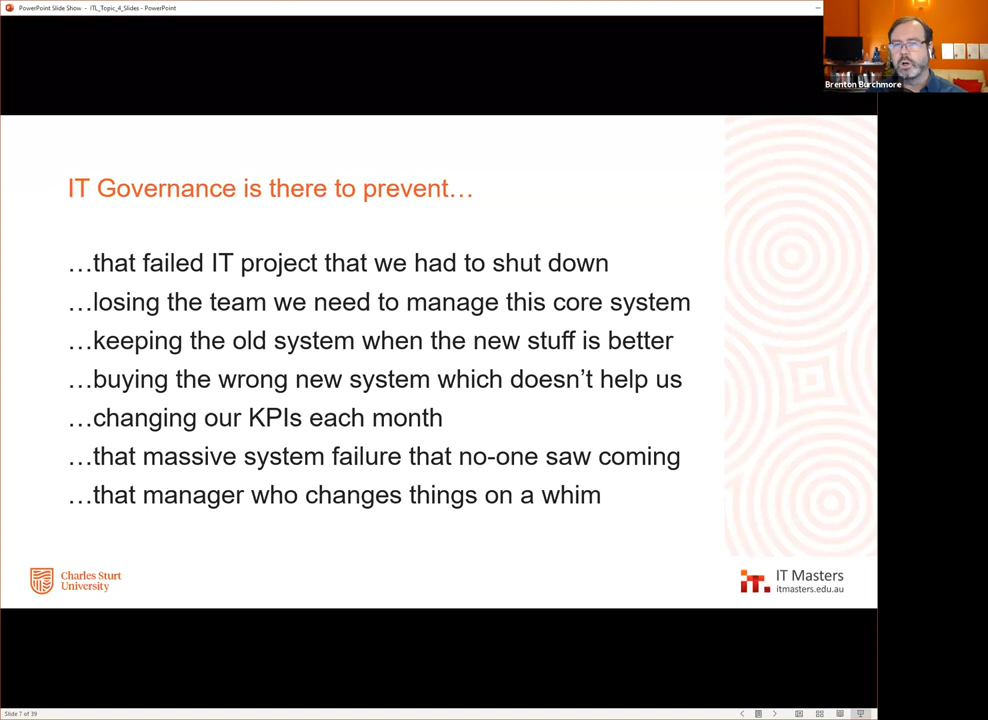 PowerPoint Slide Show - ITL_Topic_4_Slides - PowerPoint
Brenton Burchmore
IT Governance is there to prevent…
…that failed IT project that we had to shut down
…losing the team we need to manage this core system
…keeping the old system when the new stuff is better
…buying the wrong new system which doesn’t help us
…changing our KPIs each month
…that massive system failure that no-one saw coming
…that manager who changes things on a whim
Charles Sturt
University
iT.
IT Masters
itmasters.edu.au
Slide 7 of 39